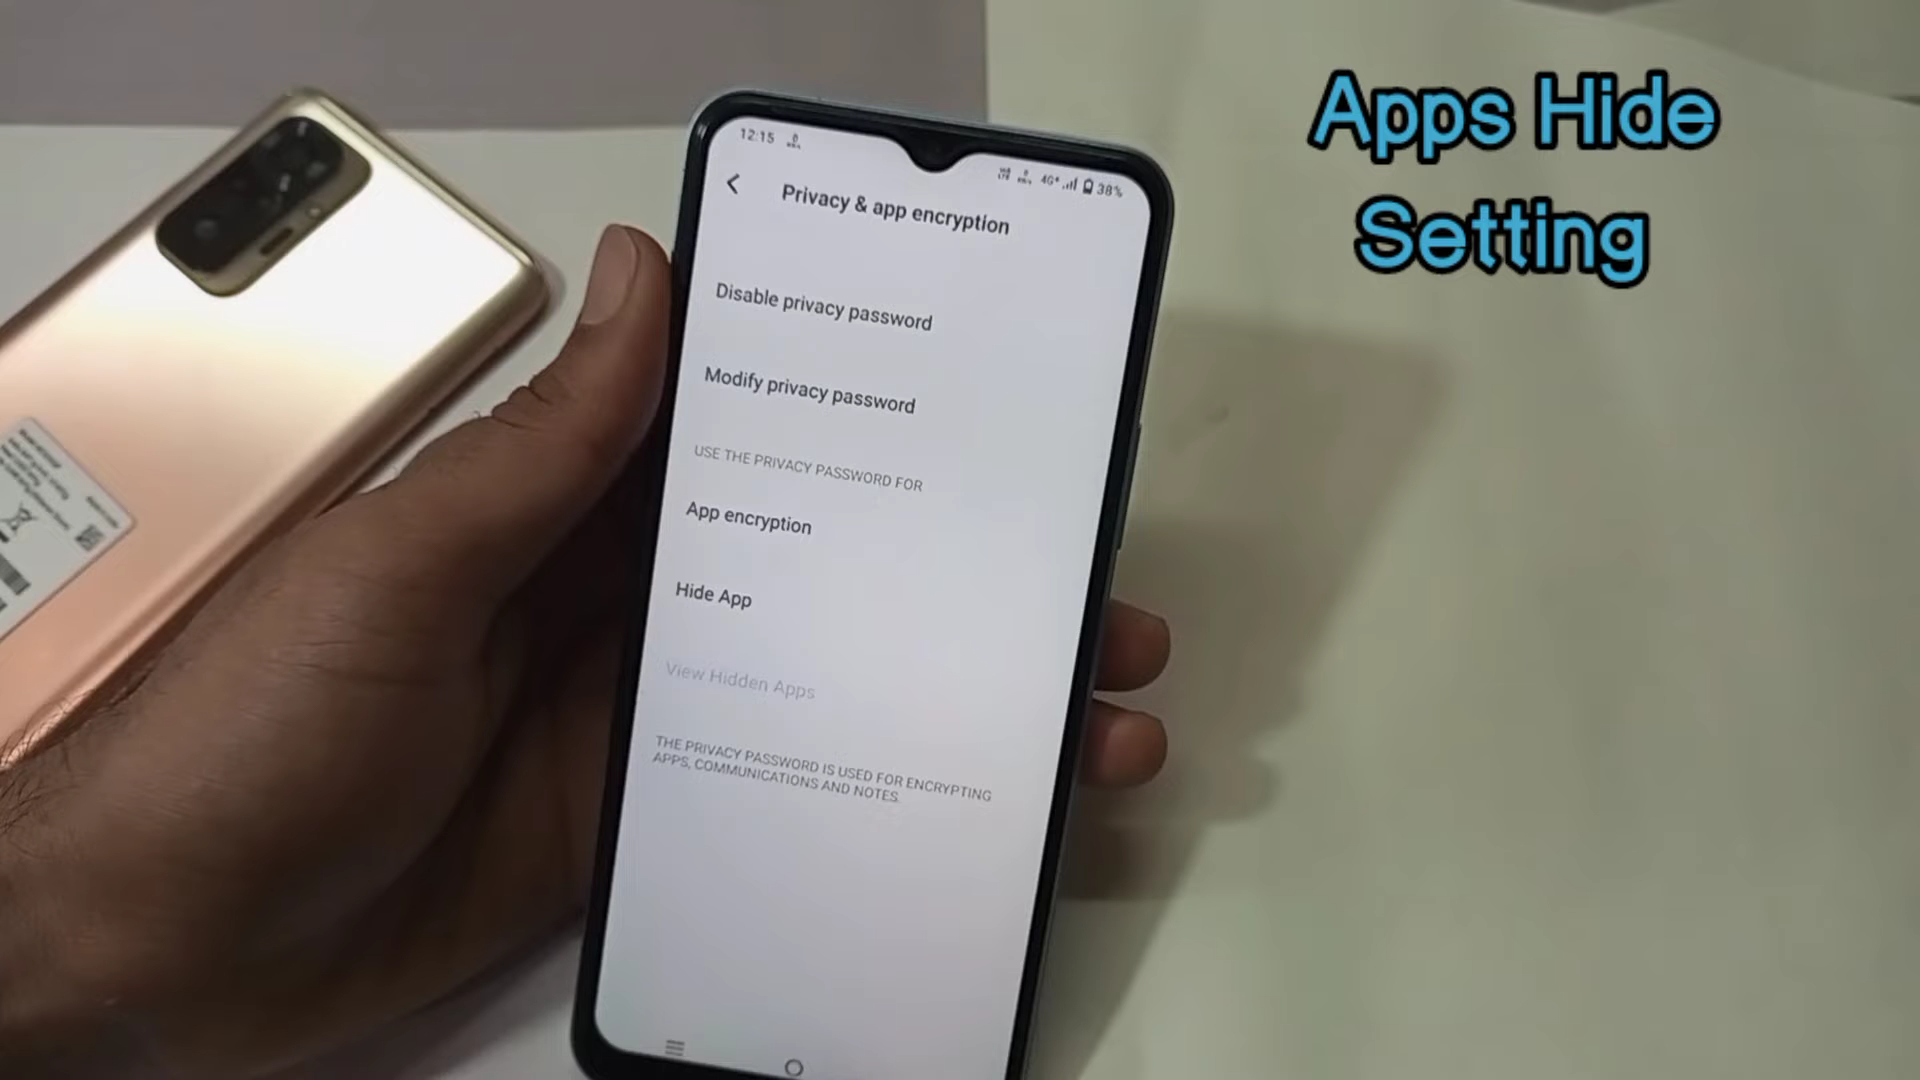 Apps Hide
Setting
12:15
4G+ 38%
Privacy & app encryption
Disable privacy password
Modify privacy password
USE THE PRIVACY PASSWORD FOR
App encryption
Hide App
View Hidden Apps
THE PRIVACY PASSWORD IS USED FOR ENCRYPTING
APPS, COMMUNICATIONS AND NOTES.